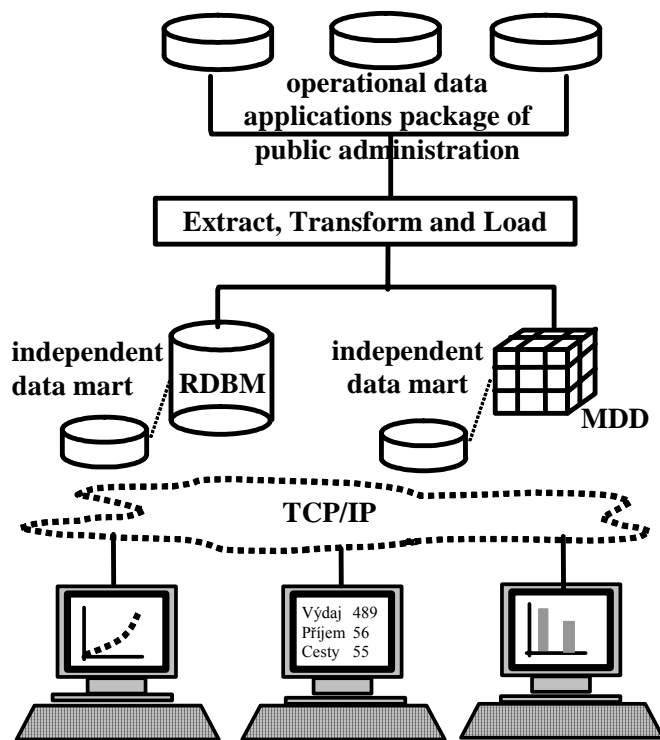 operational data
applications package of
public administration
Extract, Transform and Load
independent
data mart
RDBM
independent
data mart
MDD
TCP/IP
Výdaj 489
Příjem 56
Cesty 55